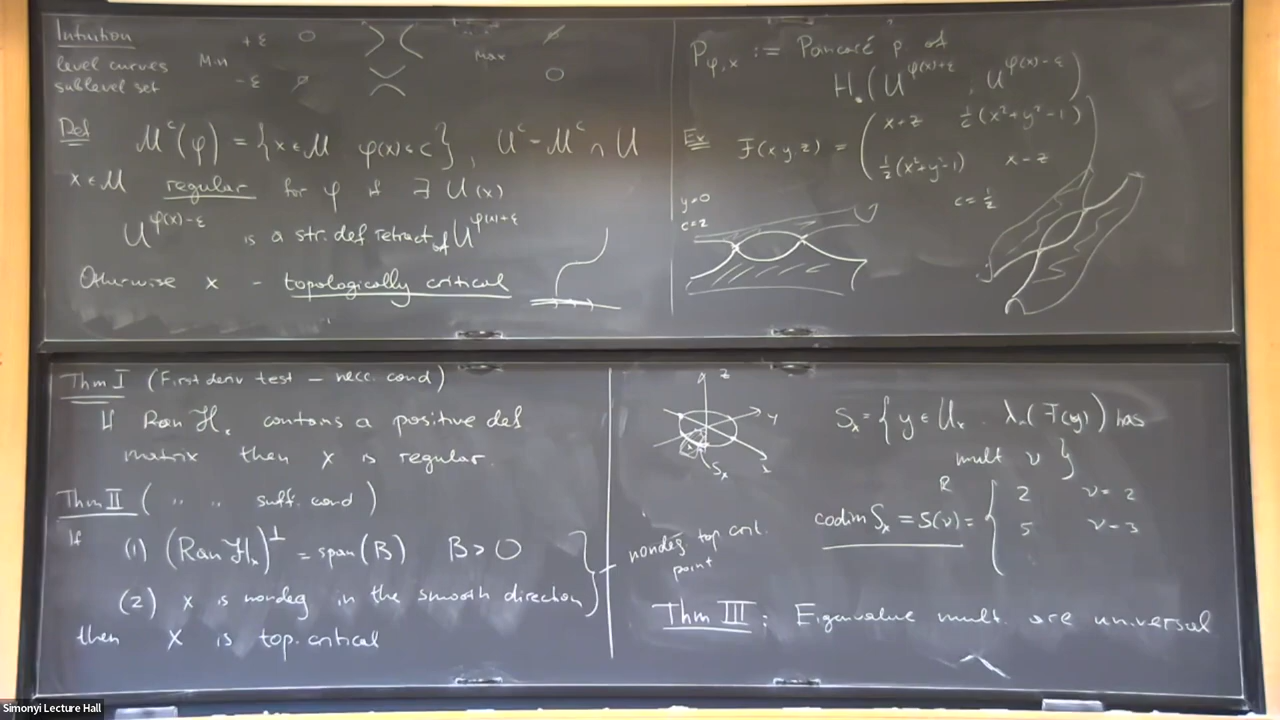 Intuition
level curves
sublevel set
Min +ε
-ε
Max
Def M^c(φ) = {x∈M φ(x)≤c}, U^c = M^c ∩ U
x∈M regular for φ if ∃ U(x)
U^{φ(x)-ε} is a str. def retract of U^{φ(x)+ε}
Otherwise x - topologically critical
P_{φ,x} := Poincaré p. of
H.(U^{φ(x)+ε}, U^{φ(x)-ε})
Ex F(x y z) = ( x+z ½(x²+y²-1)
½(x²+y²-1) x-z )
y=0
c=2
c=½
Thm I (First deriv test - necc. cond)
If Ran H_x contains a positive def
matrix then x is regular.
Thm II ( " " suff. cond )
If (1) (Ran H_x)^⊥ = span(B) B>0
(2) x is nondeg in the smooth direction
then x is top. critical
nondeg top crit.
point
z
y
x
S_x
S_x = { y∈U_x . λ_n(F(y)) has
mult ν }
R
codim S_x = S(ν) = { 2 ν=2
5 ν=3
Thm III: Eigenvalue mult. are universal
Simonyi Lecture Hall